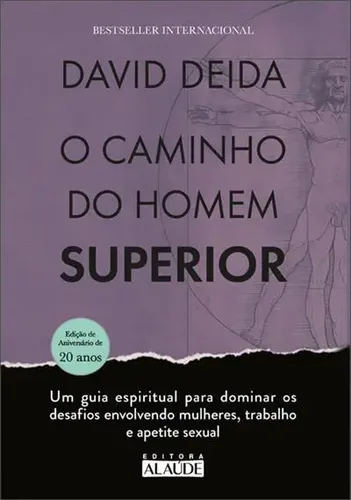 BESTSELLER INTERNACIONAL
DAVID DEIDA
O CAMINHO
DO HOMEM
SUPERIOR
Edição de
Aniversário de
20 anos
Um guia espiritual para dominar os
desafios envolvendo mulheres, trabalho
e apetite sexual
EDITORA
ALAÚDE